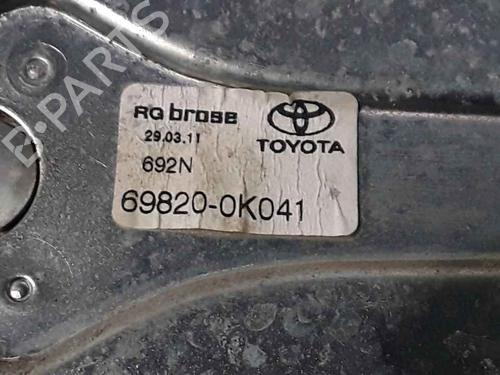 RG brose
29.03.11
TOYOTA
692N
69820-0K041
B-PARTS